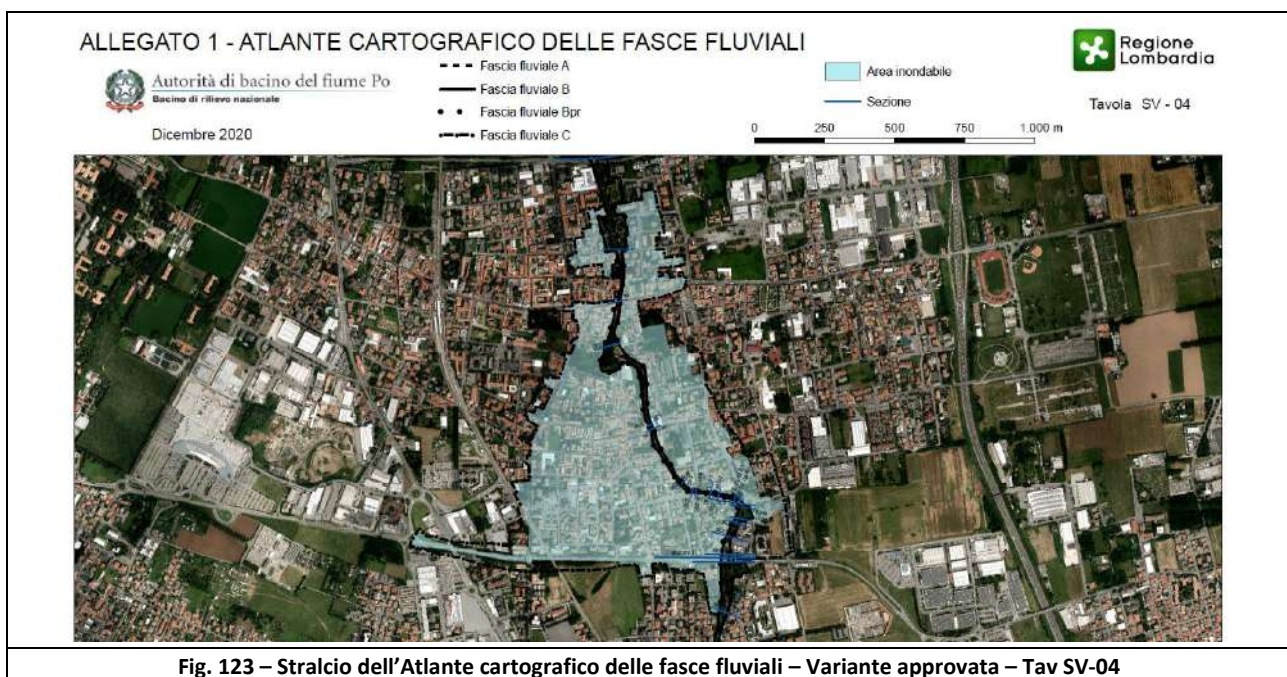 ALLEGATO 1 - ATLANTE CARTOGRAFICO DELLE FASCE FLUVIALI
Autorità di bacino del fiume Po
Bacino di rilievo nazionale
Dicembre 2020
Fascia fluviale A
Fascia fluviale B
Fascia fluviale Bpr
Fascia fluviale C
Area inondabile
Sezione
0 250 500 750 1.000 m
Regione
Lombardia
Tavola SV - 04
Fig. 123 – Stralcio dell’Atlante cartografico delle fasce fluviali – Variante approvata – Tav SV-04